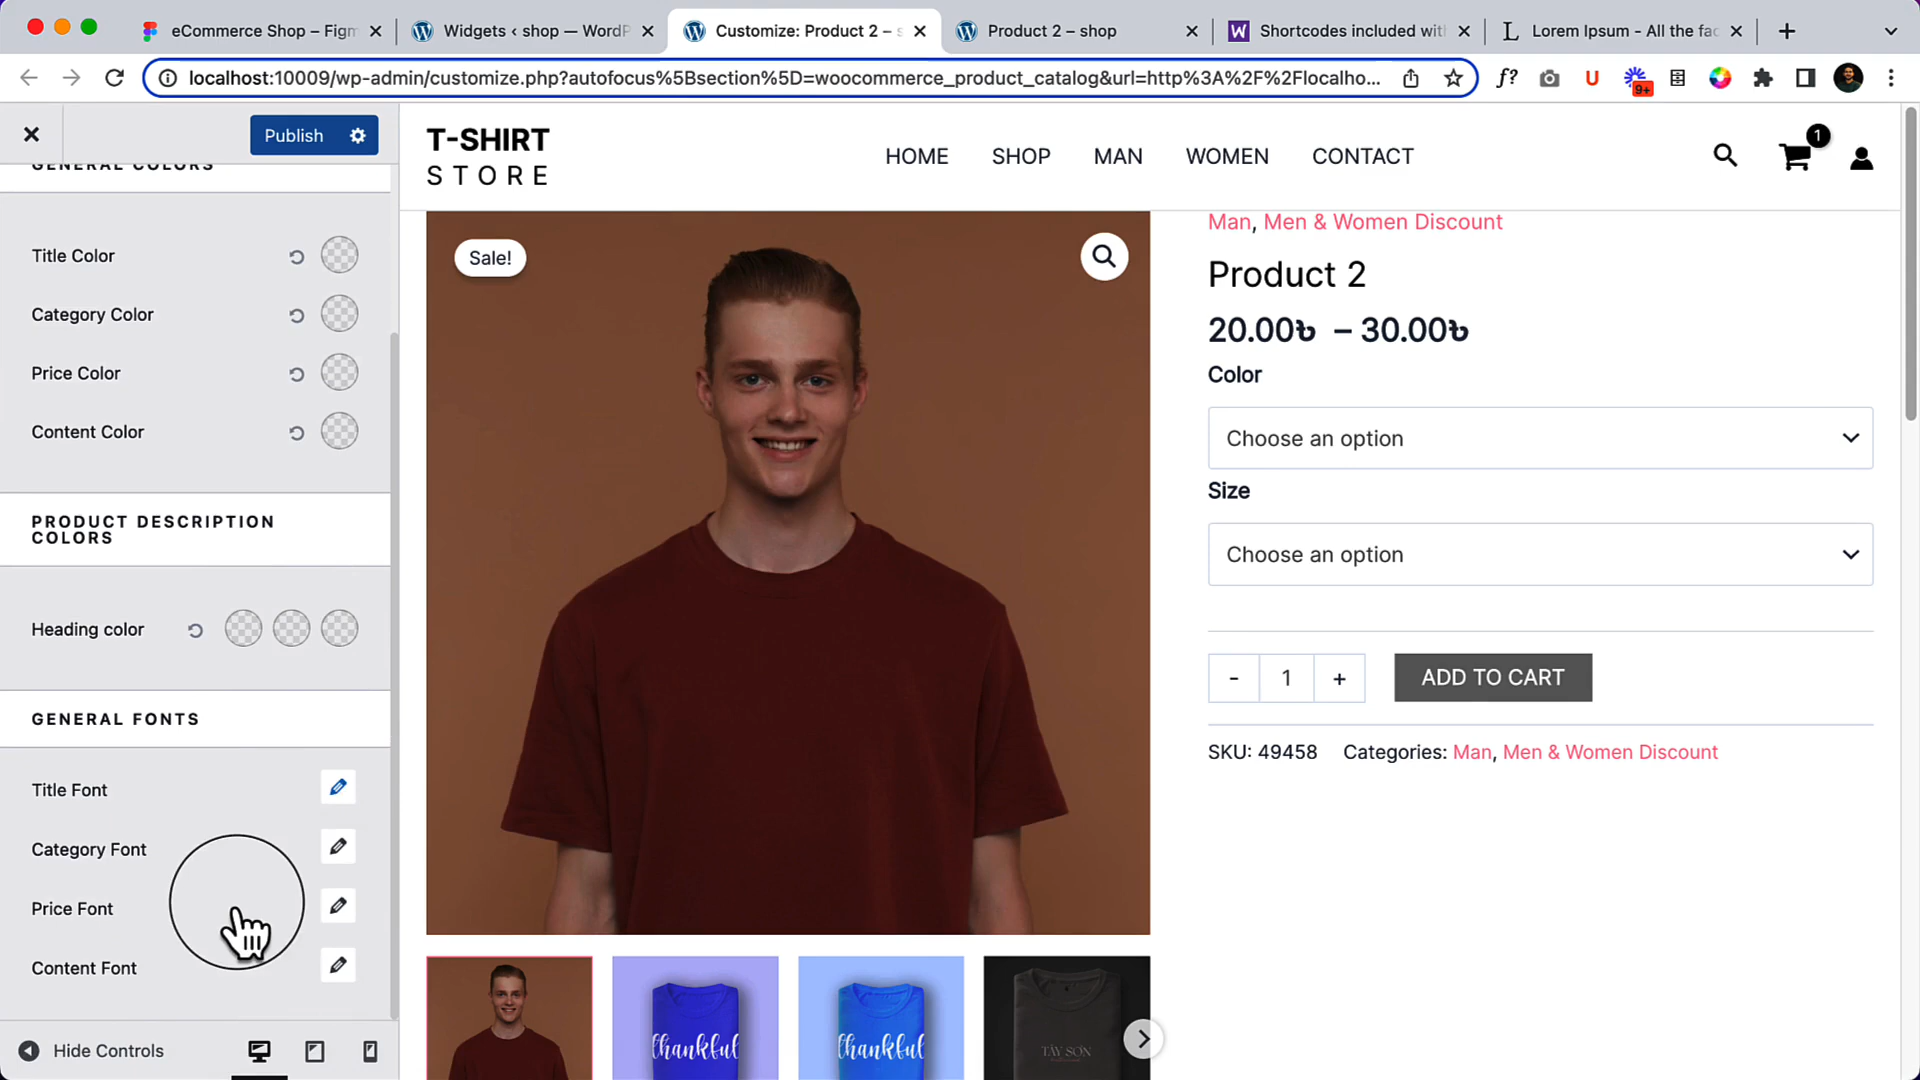 eCommerce Shop – Figm
Widgets ‹ shop — WordP
Customize: Product 2 – s
Product 2 – shop
Shortcodes included wit
Lorem Ipsum - All the fac
localhost:10009/wp-admin/customize.php?autofocus%5Bsection%5D=woocommerce_product_catalog&url=http%3A%2F%2Flocalho...
f?
U
9+
Publish
GENERAL COLORS
Title Color
Category Color
Price Color
Content Color
PRODUCT DESCRIPTION
COLORS
Heading color
GENERAL FONTS
Title Font
Category Font
Price Font
Content Font
Hide Controls
T-SHIRT
STORE
HOME SHOP MAN WOMEN CONTACT
1
Sale!
Man, Men & Women Discount
Product 2
20.00৳ – 30.00৳
Color
Choose an option
Size
Choose an option
- 1 + ADD TO CART
SKU: 49458 Categories: Man, Men & Women Discount
thankful
thankful
TÂY SƠN